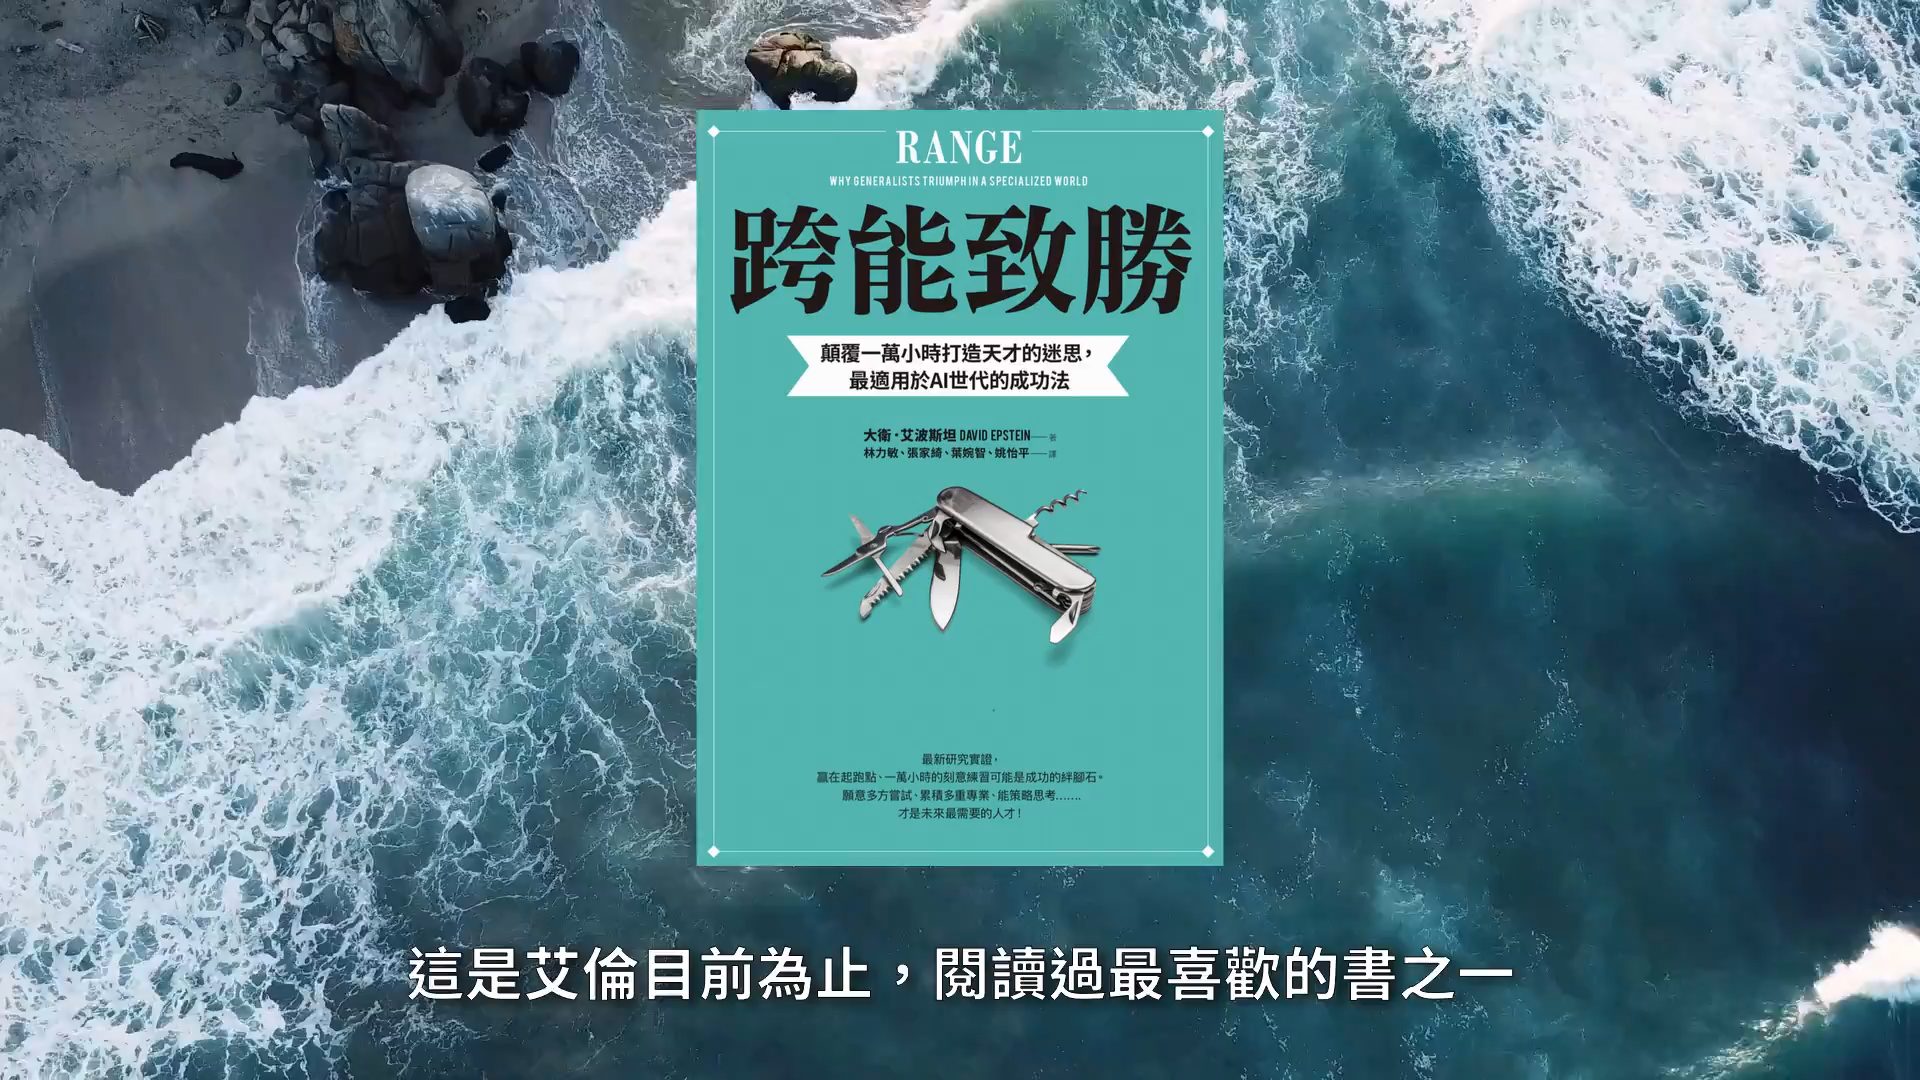 RANGE
WHY GENERALISTS TRIUMPH IN A SPECIALIZED WORLD
跨能致勝
顛覆一萬小時打造天才的迷思，
最適用於AI世代的成功法
大衛・艾波斯坦 DAVID EPSTEIN——著
林力敏、張家綺、葉婉智、姚怡平——譯
最新研究實證，
贏在起跑點、一萬小時的刻意練習可能是成功的絆腳石。
願意多方嘗試、累積多重專業、能策略思考⋯⋯.
才是未來最需要的人才！
這是艾倫目前為止，閱讀過最喜歡的書之一